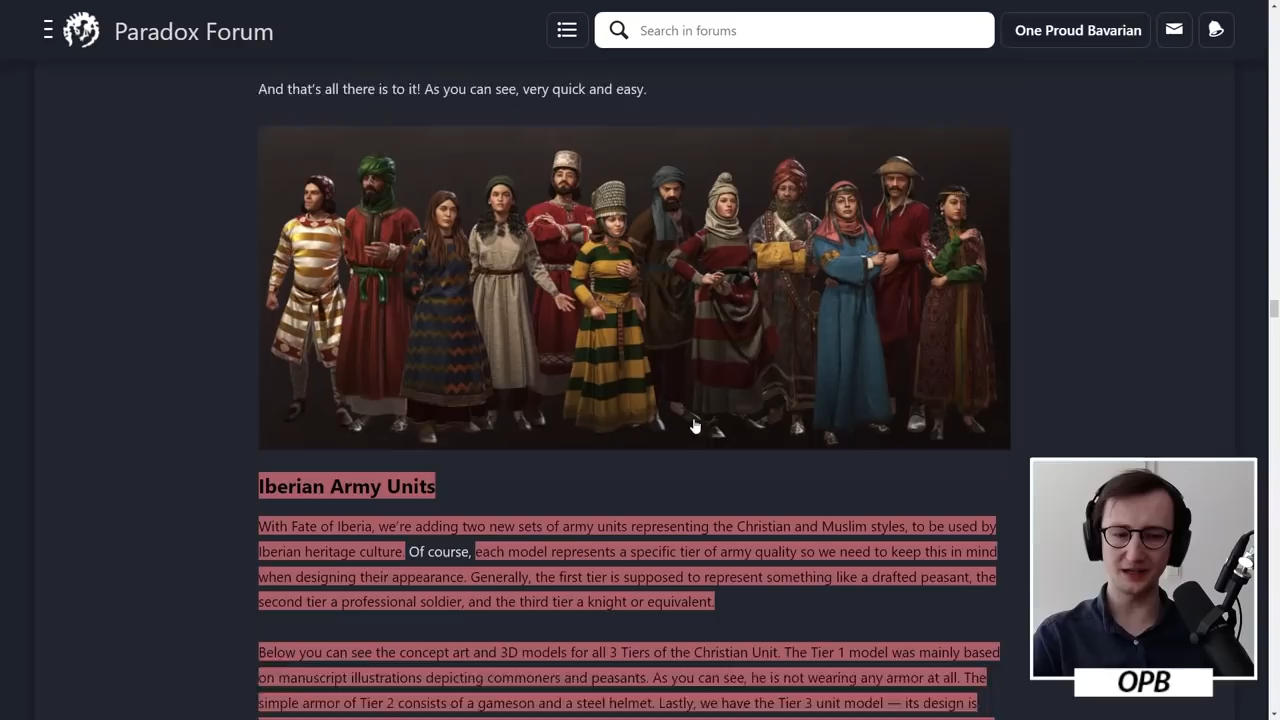 Paradox Forum
Search in forums
One Proud Bavarian
And that's all there is to it! As you can see, very quick and easy.
Iberian Army Units
With Fate of Iberia, we're adding two new sets of army units representing the Christian and Muslim styles, to be used by
Iberian heritage culture. Of course, each model represents a specific tier of army quality so we need to keep this in mind
when designing their appearance. Generally, the first tier is supposed to represent something like a drafted peasant, the
second tier a professional soldier, and the third tier a knight or equivalent.
Below you can see the concept art and 3D models for all 3 Tiers of the Christian Unit. The Tier 1 model was mainly based
on manuscript illustrations depicting commoners and peasants. As you can see, he is not wearing any armor at all. The
simple armor of Tier 2 consists of a gameson and a steel helmet. Lastly, we have the Tier 3 unit model — its design is
OPB